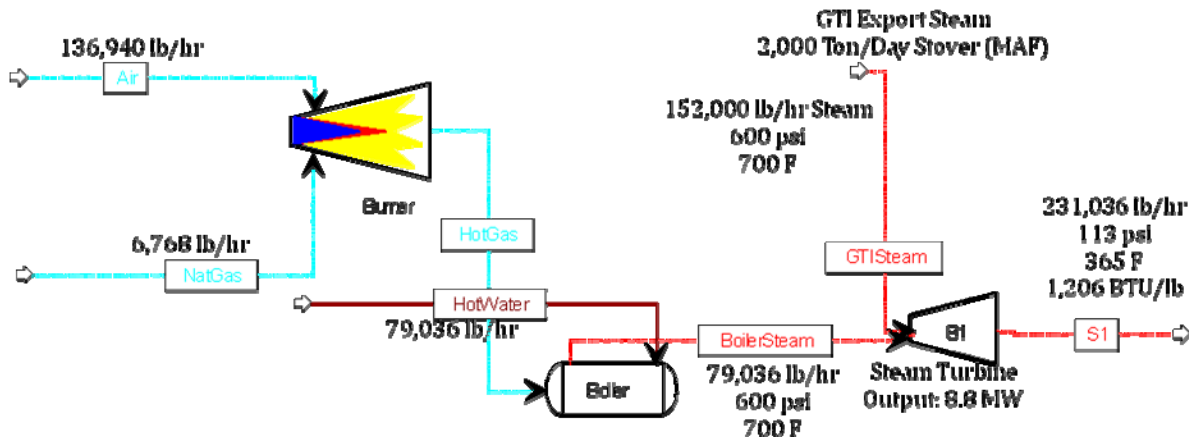 GTI Export Steam
2,000 Ton/Day Stover (MAF)
136,940 lb/hr
Air
152,000 lb/hr Steam
600 psi
700 F
Burner
6,768 lb/hr
NatGas
HotGas
GTISteam
231,036 lb/hr
113 psi
365 F
1,206 BTU/lb
HotWater
79,036 lb/hr
BoilerSteam
B1
S1
Boiler
79,036 lb/hr
600 psi
700 F
Steam Turbine
Output: 8.8 MW